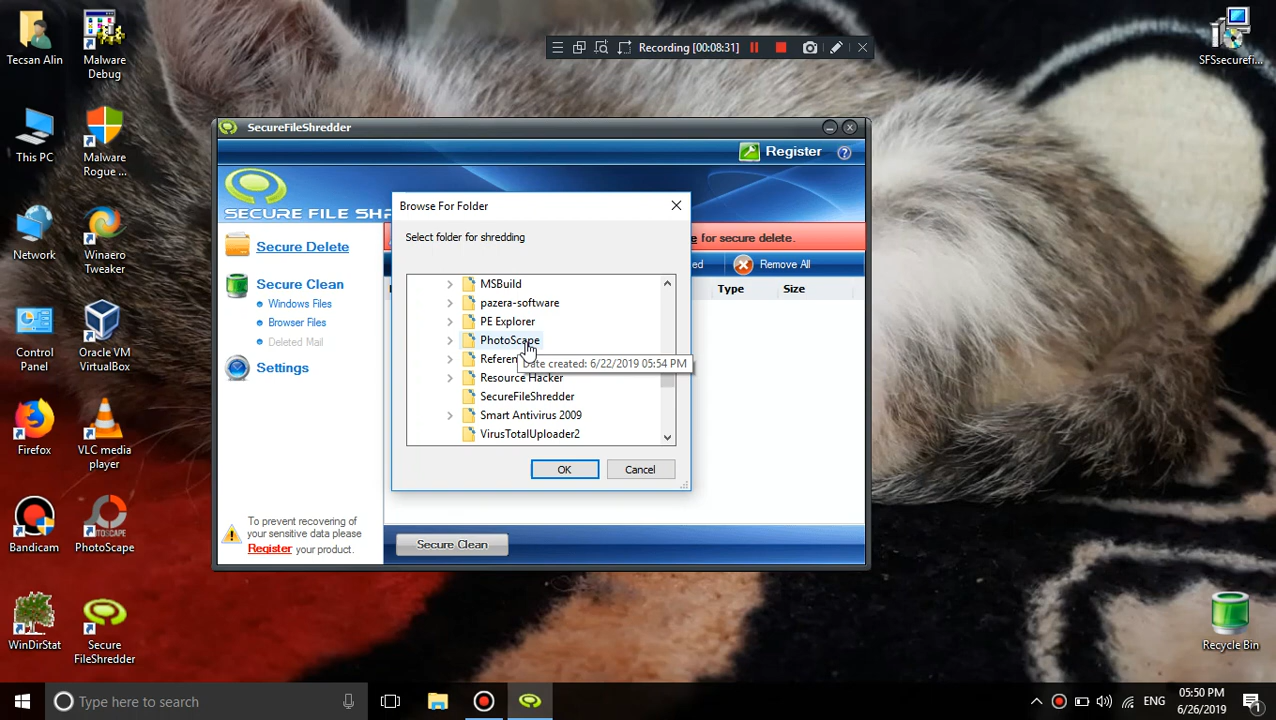 Tecsan Alin
Malware
Debug
This PC
Malware
Rogue ...
Network
Winaero
Tweaker
Control
Panel
Oracle VM
VirtualBox
Firefox
VLC media
player
Bandicam
PhotoScape
WinDirStat
Secure
FileShredder
Recording [00:08:31]
SFSsecurefi...
SecureFileShredder
Register
SECURE FILE SH
Secure Delete
Secure Clean
Windows Files
Browser Files
Deleted Mail
Settings
To prevent recovering of
your sensitive data please
Register your product.
for secure delete.
Remove All
Type Size
Browse For Folder
Select folder for shredding
MSBuild
pazera-software
PE Explorer
PhotoScape
Date created: 6/22/2019 05:54 PM
Resource Hacker
SecureFileShredder
Smart Antivirus 2009
VirusTotalUploader2
OK Cancel
Secure Clean
Recycle Bin
Type here to search
ENG
05:50 PM
6/26/2019
1